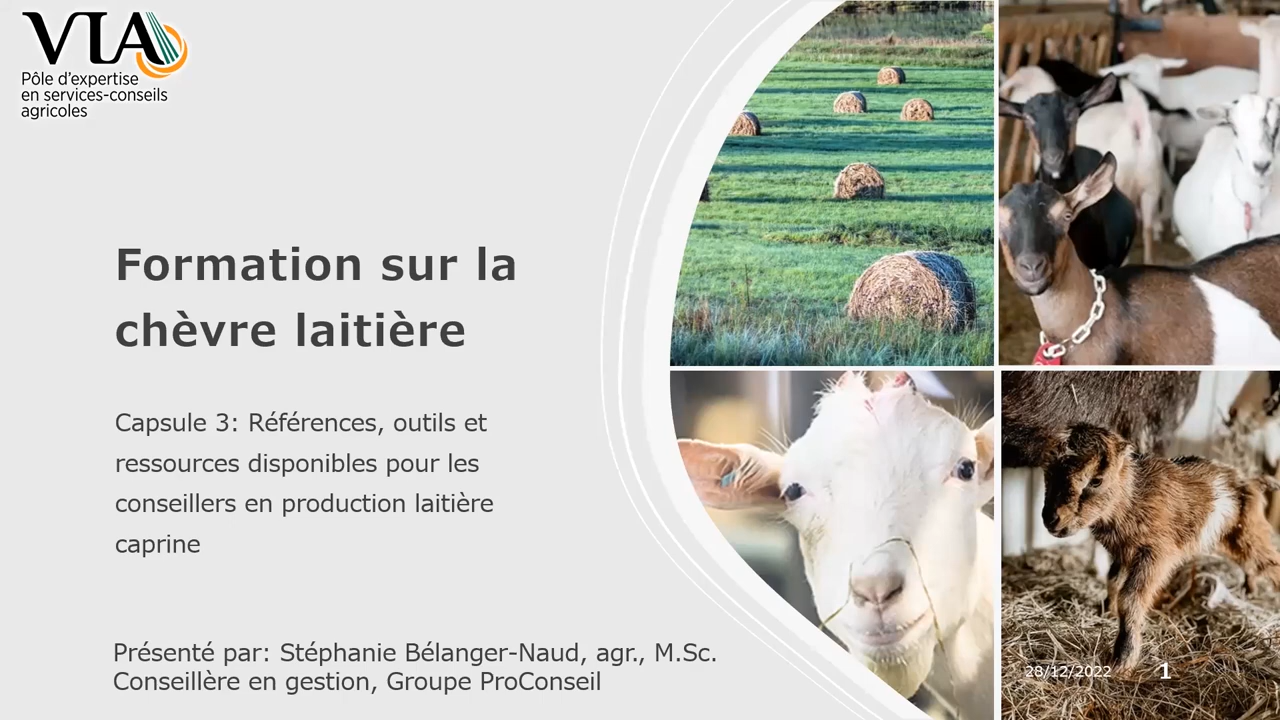 VIA
Pôle d'expertise
en services-conseils
agricoles
Formation sur la
chèvre laitière
Capsule 3: Références, outils et
ressources disponibles pour les
conseillers en production laitière
caprine
Présenté par: Stéphanie Bélanger-Naud, agr., M.Sc.
Conseillère en gestion, Groupe ProConseil
28/12/2022 1